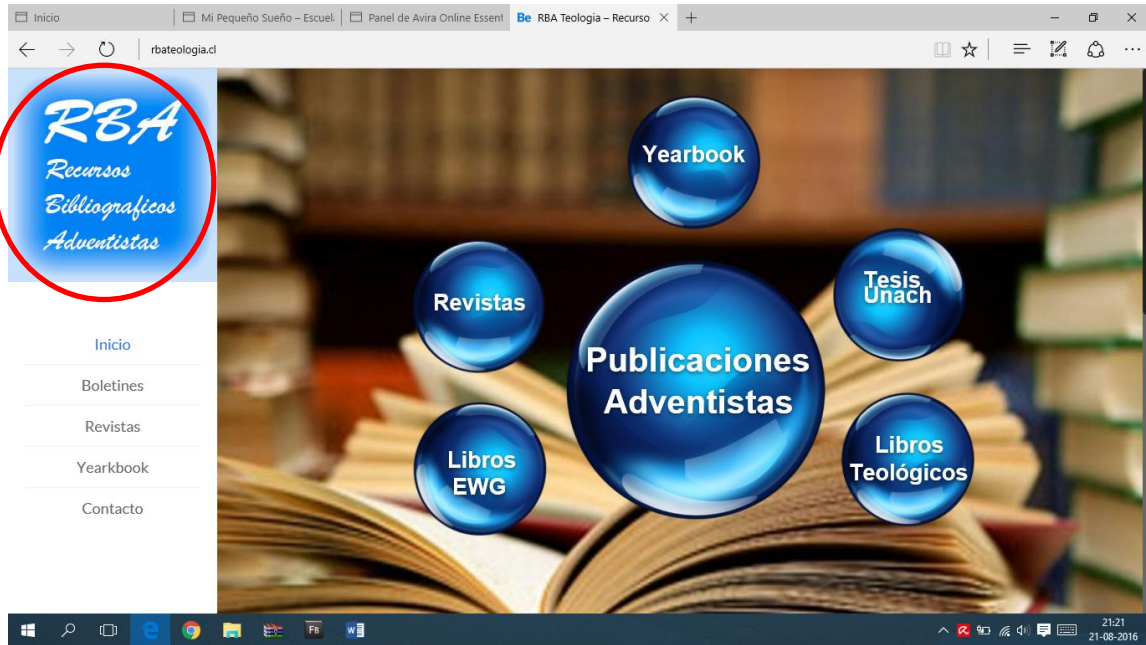 Inicio
Mi Pequeño Sueño – Escuel
Panel de Avira Online Essent
Be RBA Teologia – Recurso
rbateologia.cl
RBA
Recursos
Bibliograficos
Adventistas
Inicio
Boletines
Revistas
Yearkbook
Contacto
Yearbook
Revistas
Tesis
Unach
Publicaciones
Adventistas
Libros
EWG
Libros
Teológicos
FB
21:21
21-08-2016